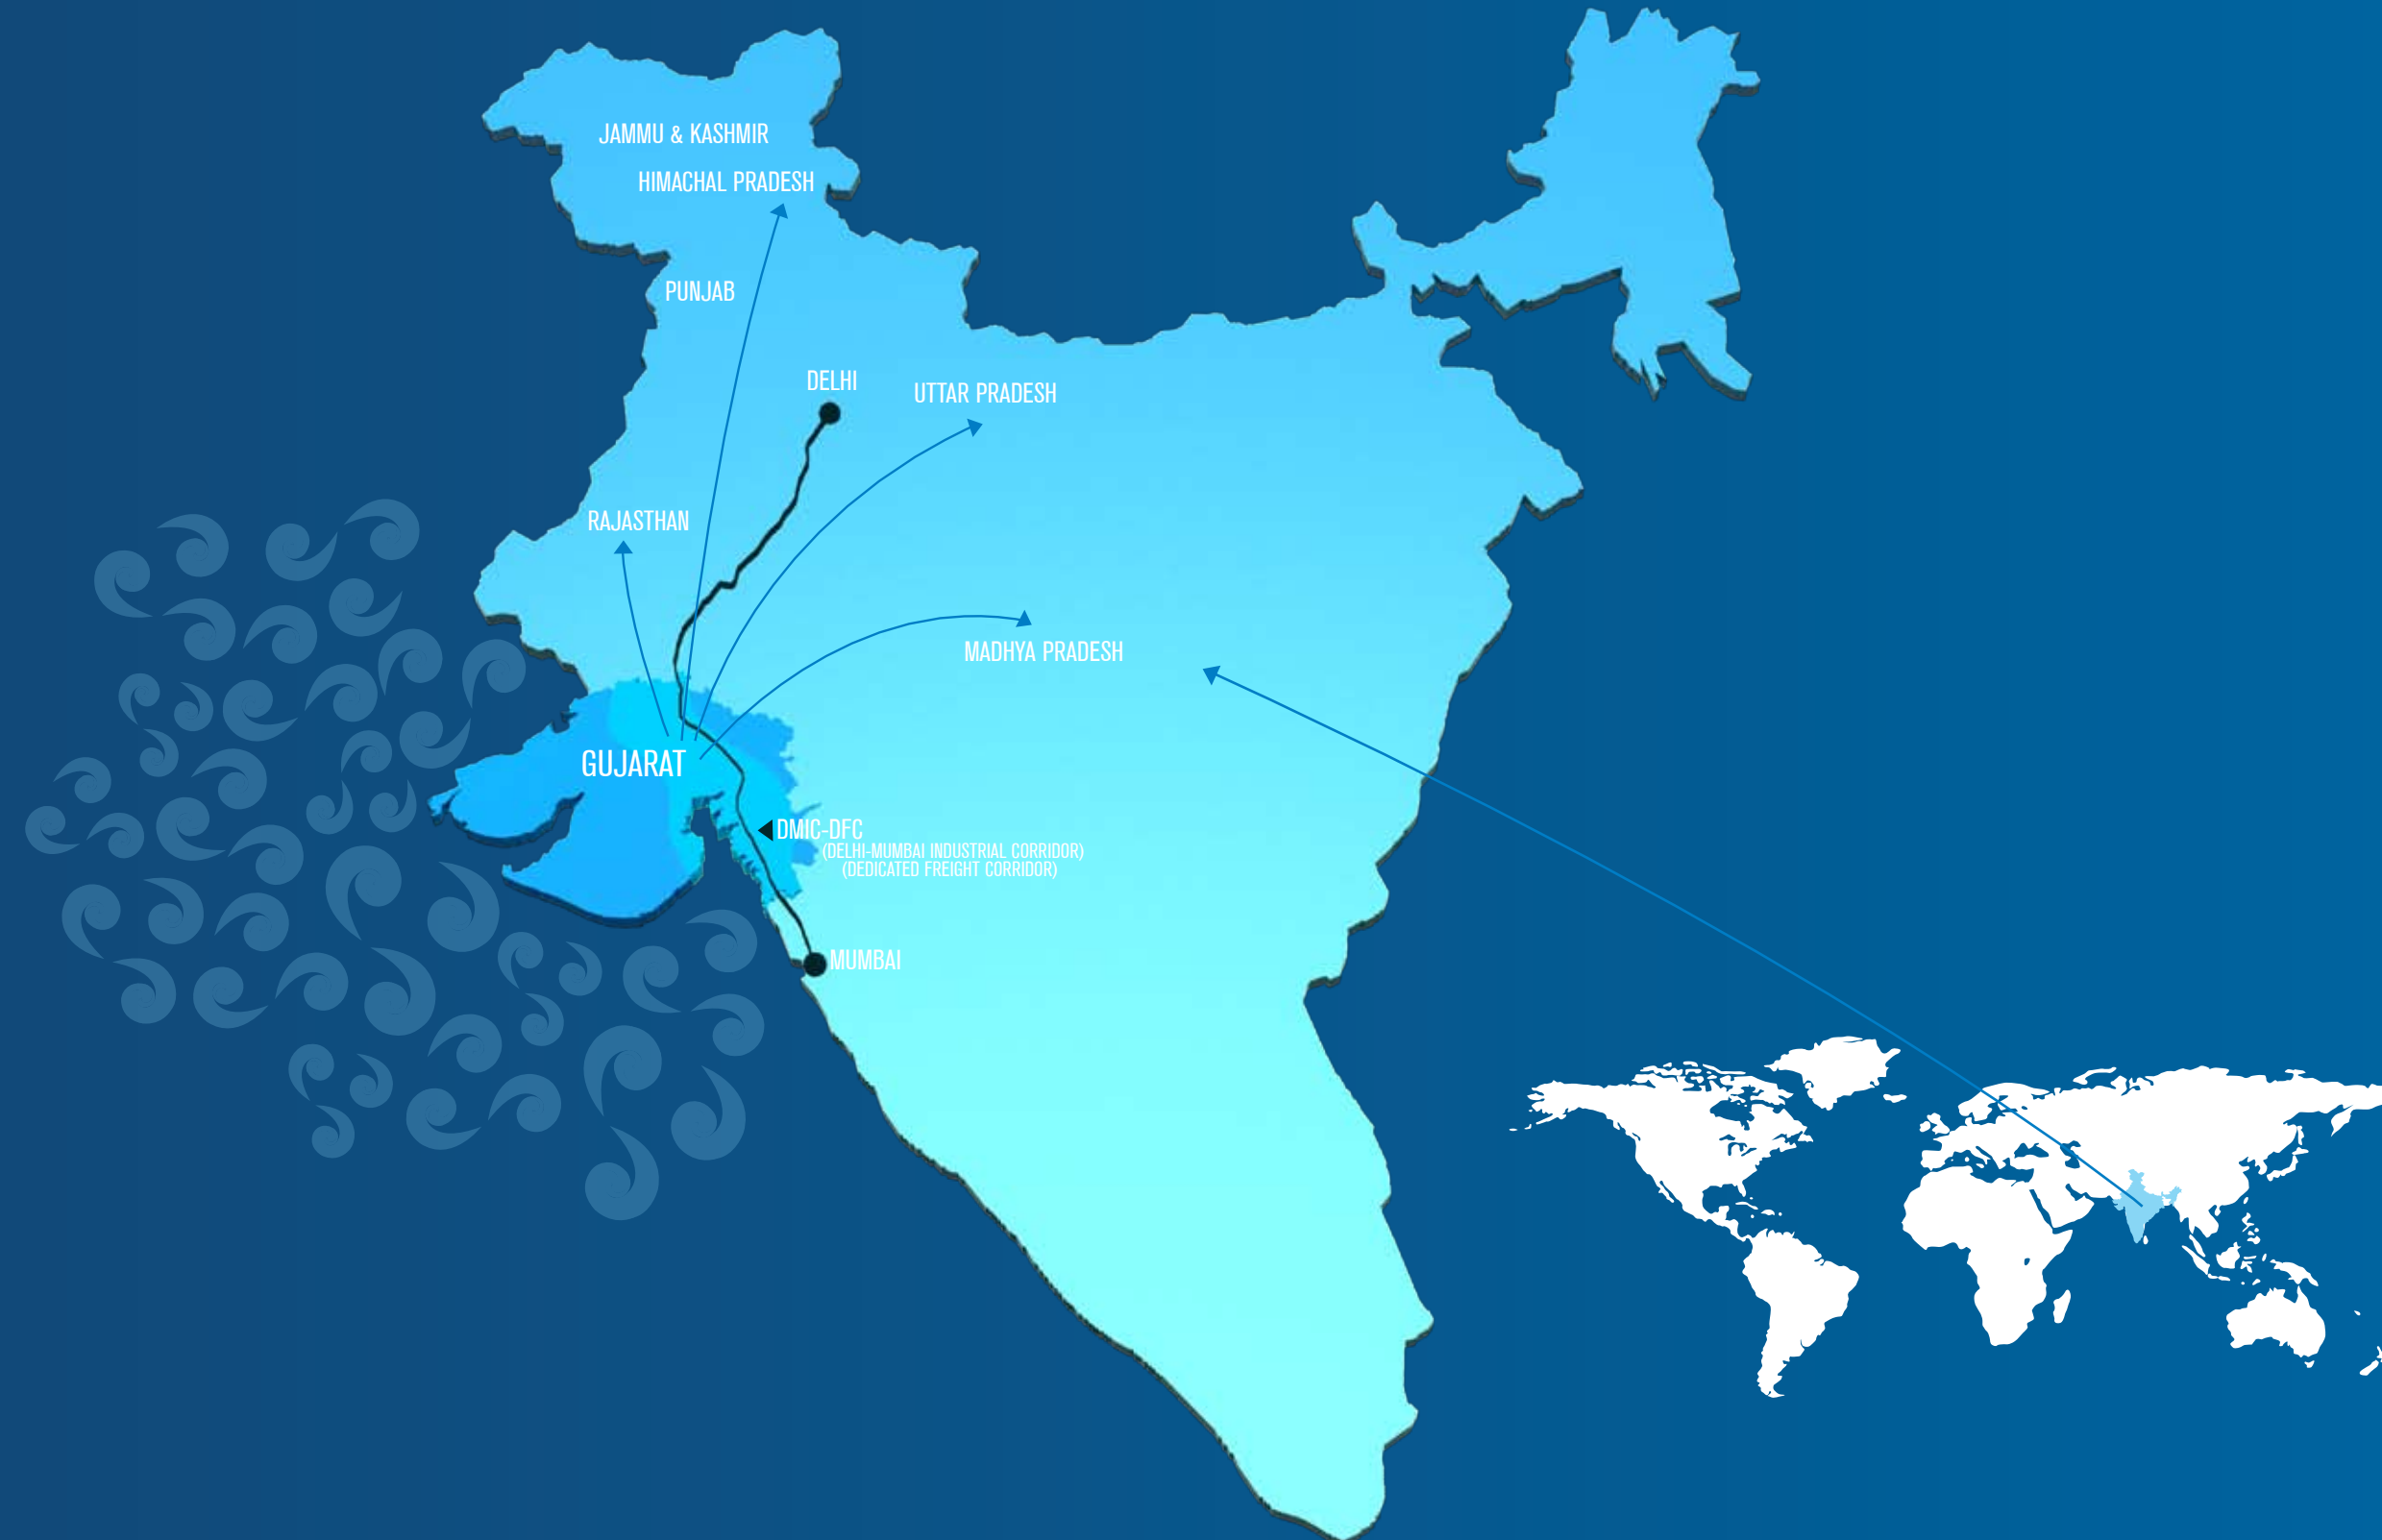 JAMMU & KASHMIR
HIMACHAL PRADESH
PUNJAB
DELHI
UTTAR PRADESH
RAJASTHAN
MADHYA PRADESH
GUJARAT
DMIC-DFC
(DELHI-MUMBAI INDUSTRIAL CORRIDOR)
(DEDICATED FREIGHT CORRIDOR)
MUMBAI